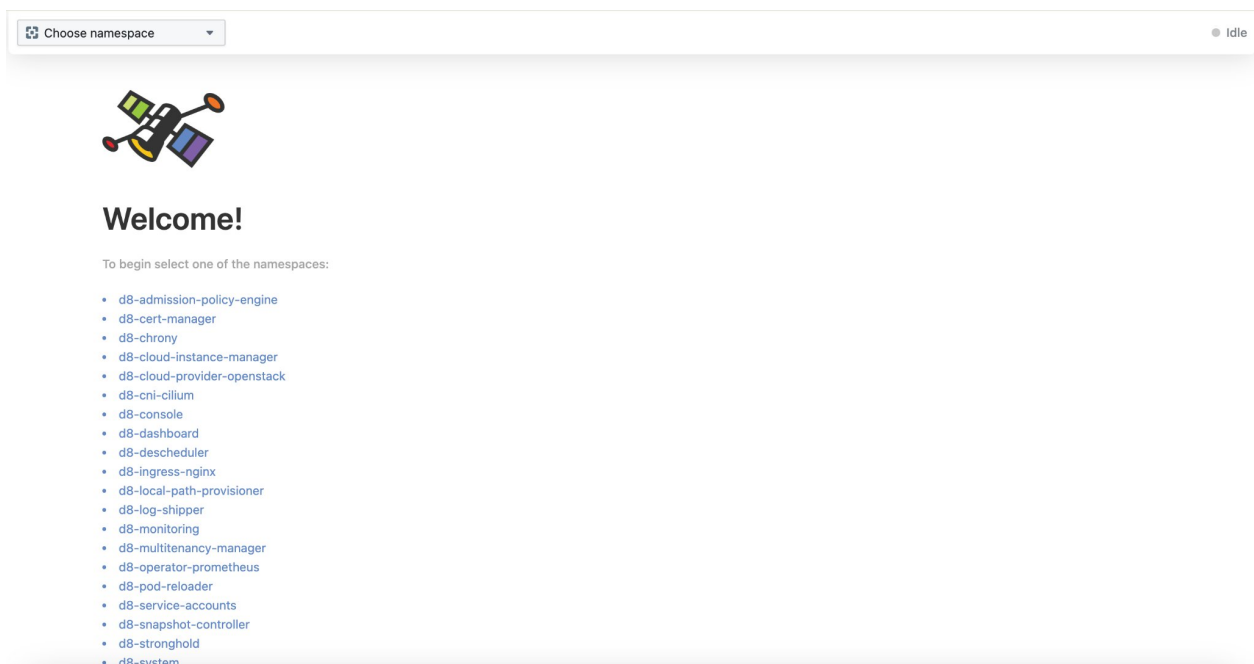 Choose namespace
Idle
Welcome!
To begin select one of the namespaces:
d8-admission-policy-engine
d8-cert-manager
d8-chrony
d8-cloud-instance-manager
d8-cloud-provider-openstack
d8-cni-cilium
d8-console
d8-dashboard
d8-descheduler
d8-ingress-nginx
d8-local-path-provisioner
d8-log-shipper
d8-monitoring
d8-multitenancy-manager
d8-operator-prometheus
d8-pod-reloader
d8-service-accounts
d8-snapshot-controller
d8-stronghold
d8-system